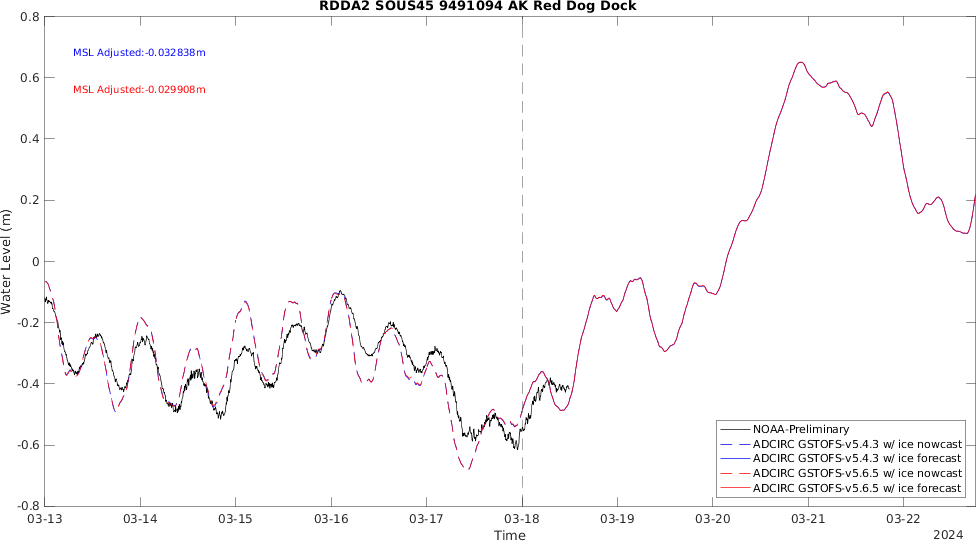 RDDA2 SOUS45 9491094 AK Red Dog Dock
0.8
0.6
0.4
0.2
0
-0.2
-0.4
-0.6
-0.8
Water Level (m)
MSL Adjusted:-0.032838m
MSL Adjusted:-0.029908m
NOAA-Preliminary
ADCIRC GSTOFS-v5.4.3 w/ ice nowcast
ADCIRC GSTOFS-v5.4.3 w/ ice forecast
ADCIRC GSTOFS-v5.6.5 w/ ice nowcast
ADCIRC GSTOFS-v5.6.5 w/ ice forecast
03-13 03-14 03-15 03-16 03-17 03-18 03-19 03-20 03-21 03-22
Time
2024